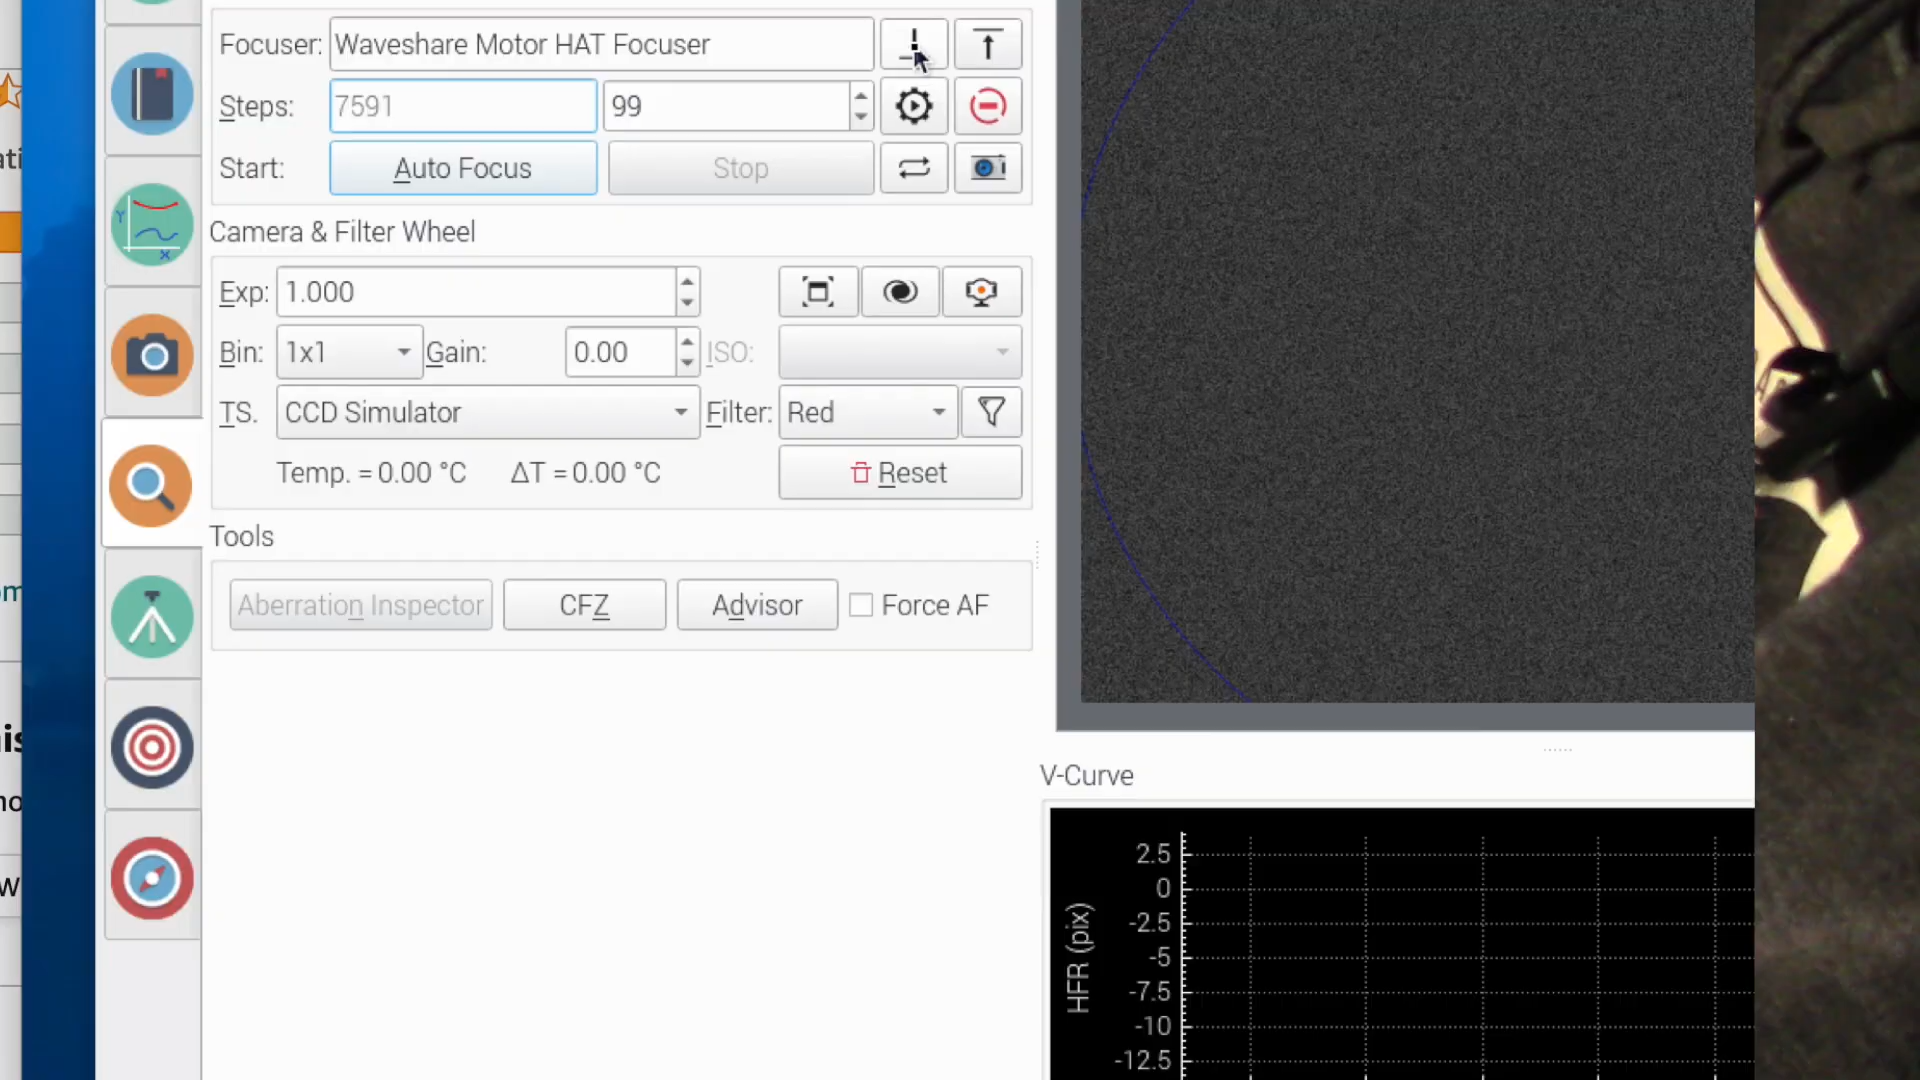 Focuser: Waveshare Motor HAT Focuser
Steps: 7591 99
Start: Auto Focus Stop
Camera & Filter Wheel
Exp: 1.000
Bin: 1x1 Gain: 0.00 ISO:
TS. CCD Simulator Filter: Red
Temp. = 0.00 °C ΔT = 0.00 °C Reset
Tools
Aberration Inspector CFZ Advisor Force AF
V-Curve
HFR (pix)
2.5
0
-2.5
-5
-7.5
-10
-12.5
Y
X